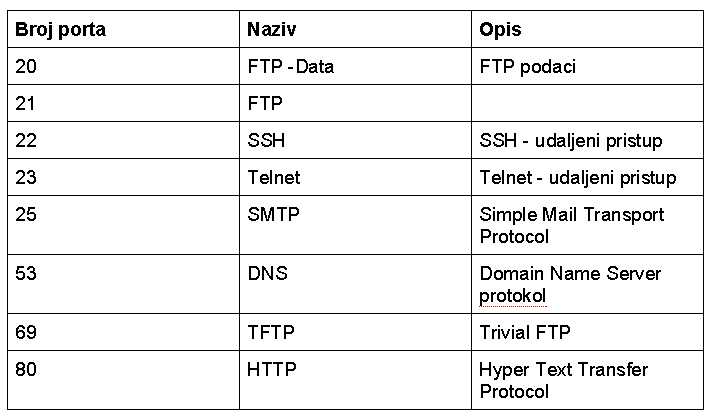 Broj porta Naziv Opis
20 FTP -Data FTP podaci
21 FTP
22 SSH SSH - udaljeni pristup
23 Telnet Telnet - udaljeni pristup
25 SMTP Simple Mail Transport
Protocol
53 DNS Domain Name Server
protokol
69 TFTP Trivial FTP
80 HTTP Hyper Text Transfer
Protocol